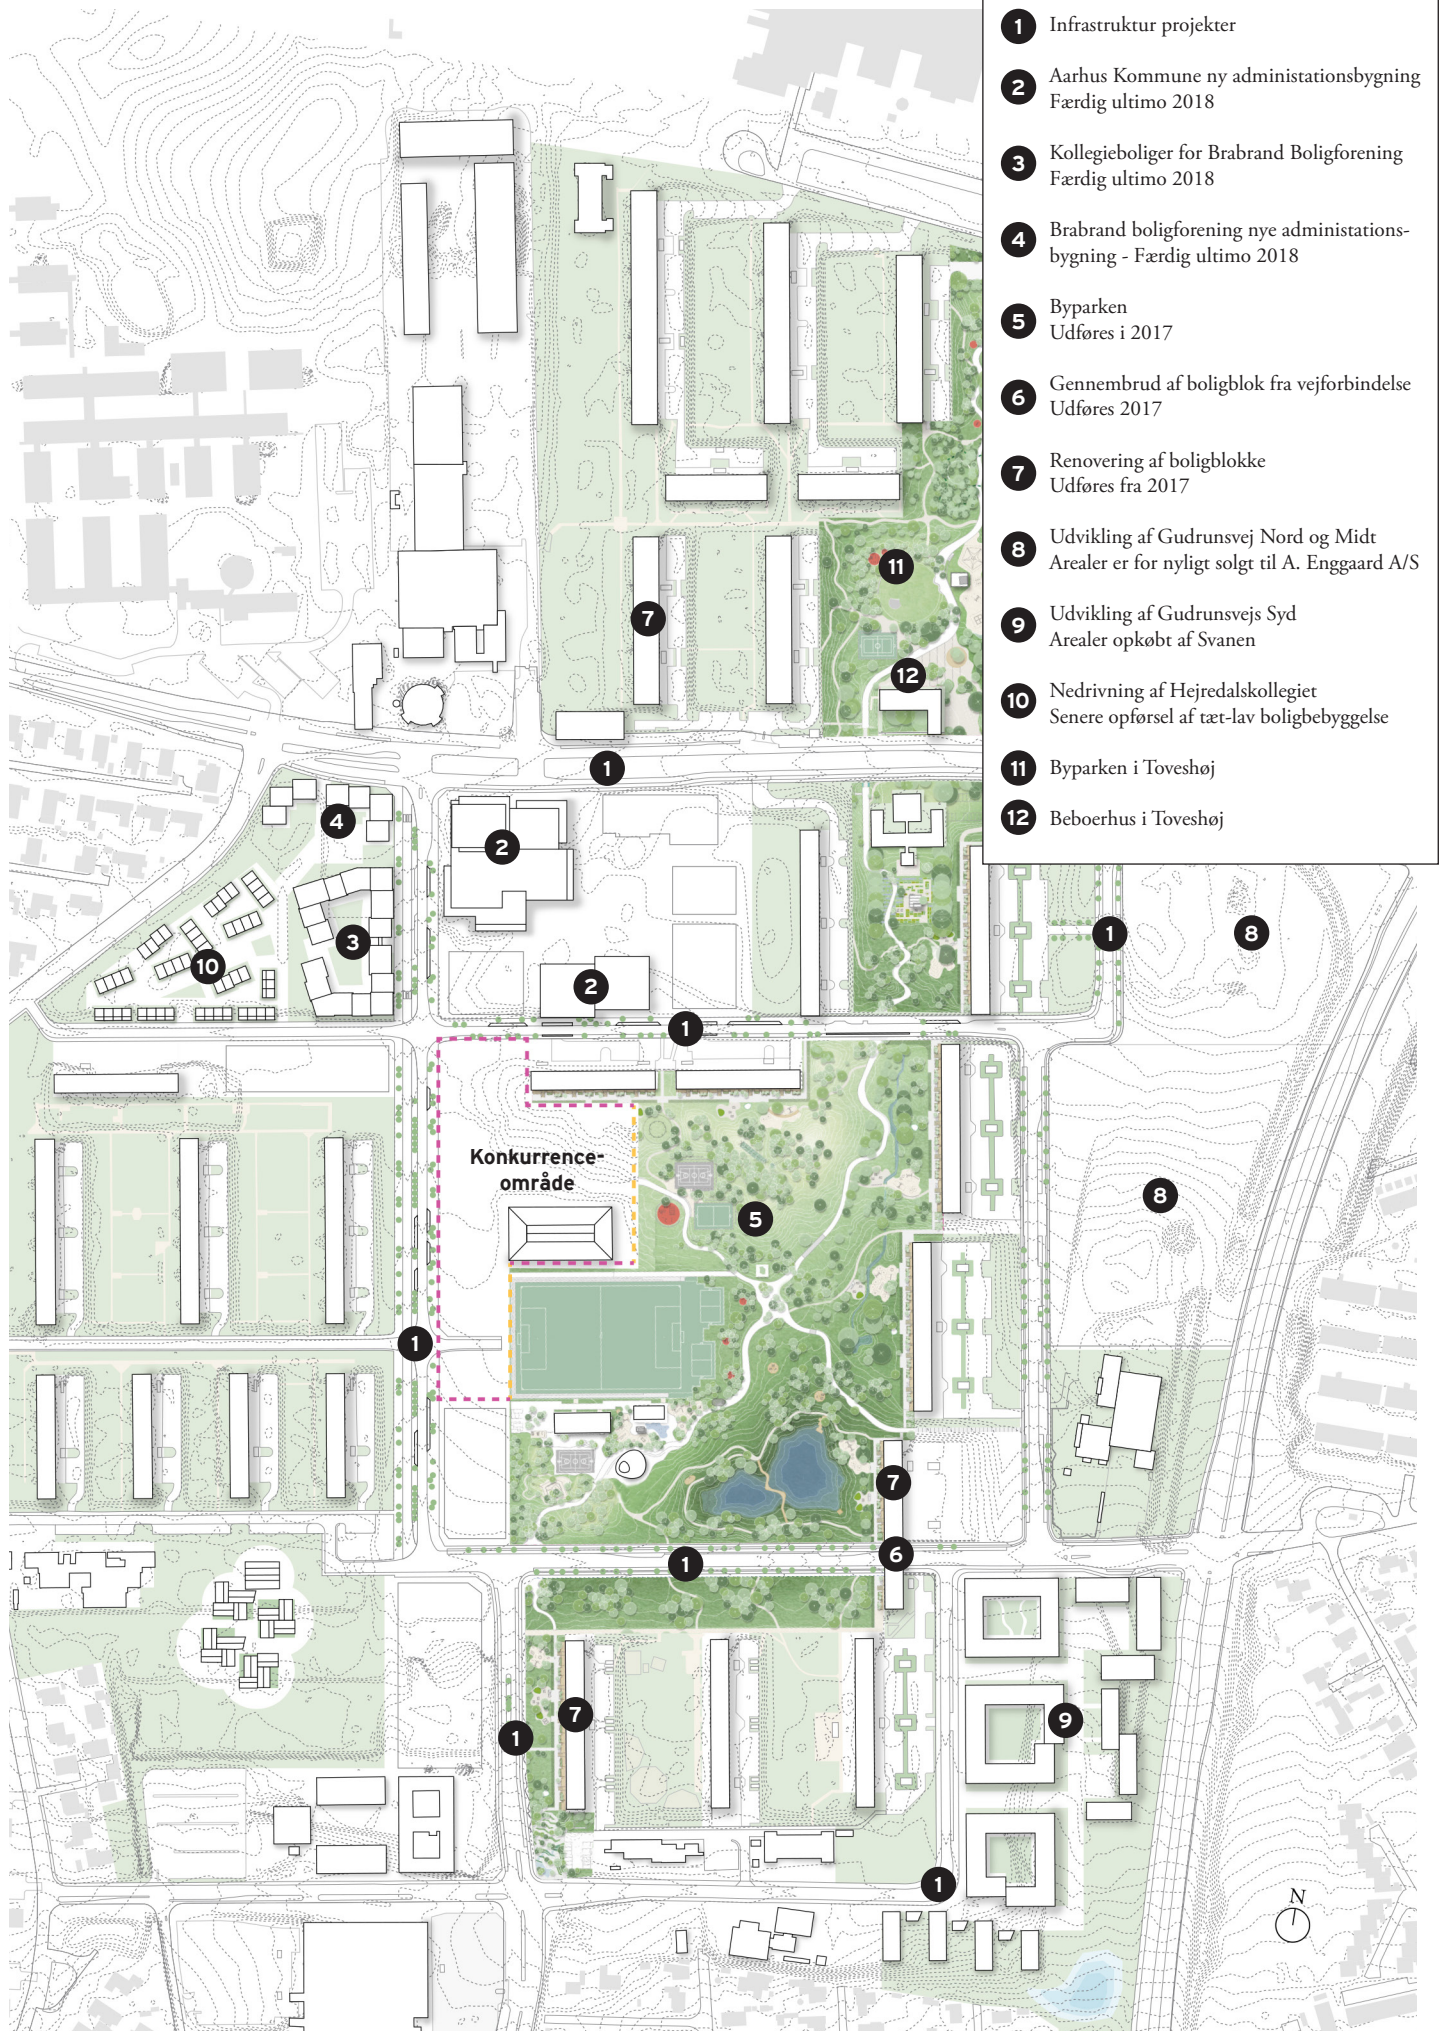 1 Infrastruktur projekter
2 Aarhus Kommune ny administationsbygning
Færdig ultimo 2018
3 Kollegieboliger for Brabrand Boligforening
Færdig ultimo 2018
4 Brabrand boligforening nye administations-
bygning - Færdig ultimo 2018
5 Byparken
Udføres i 2017
6 Gennembrud af boligblok fra vejforbindelse
Udføres 2017
7 Renovering af boligblokke
Udføres fra 2017
8 Udvikling af Gudrunsvej Nord og Midt
Arealer er for nyligt solgt til A. Enggaard A/S
9 Udvikling af Gudrunsvejs Syd
Arealer opkøbt af Svanen
10 Nedrivning af Hejredalskollegiet
Senere opførsel af tæt-lav boligbebyggelse
11 Byparken i Toveshøj
12 Beboerhus i Toveshøj
11
7
12
1
4
2
3
10
1
8
2
1
Konkurrence-
område
8
5
1
7
6
1
7
9
1
1
N